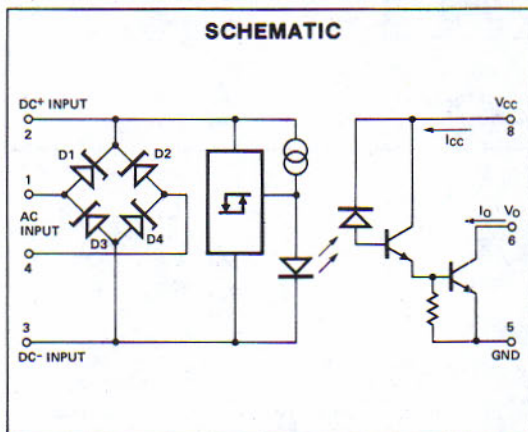 SCHEMATIC
DC+ INPUT
2
VCC
8
ICC
D1
D2
1
AC
INPUT
IO
VO
6
D3
D4
4
3
DC- INPUT
5
GND